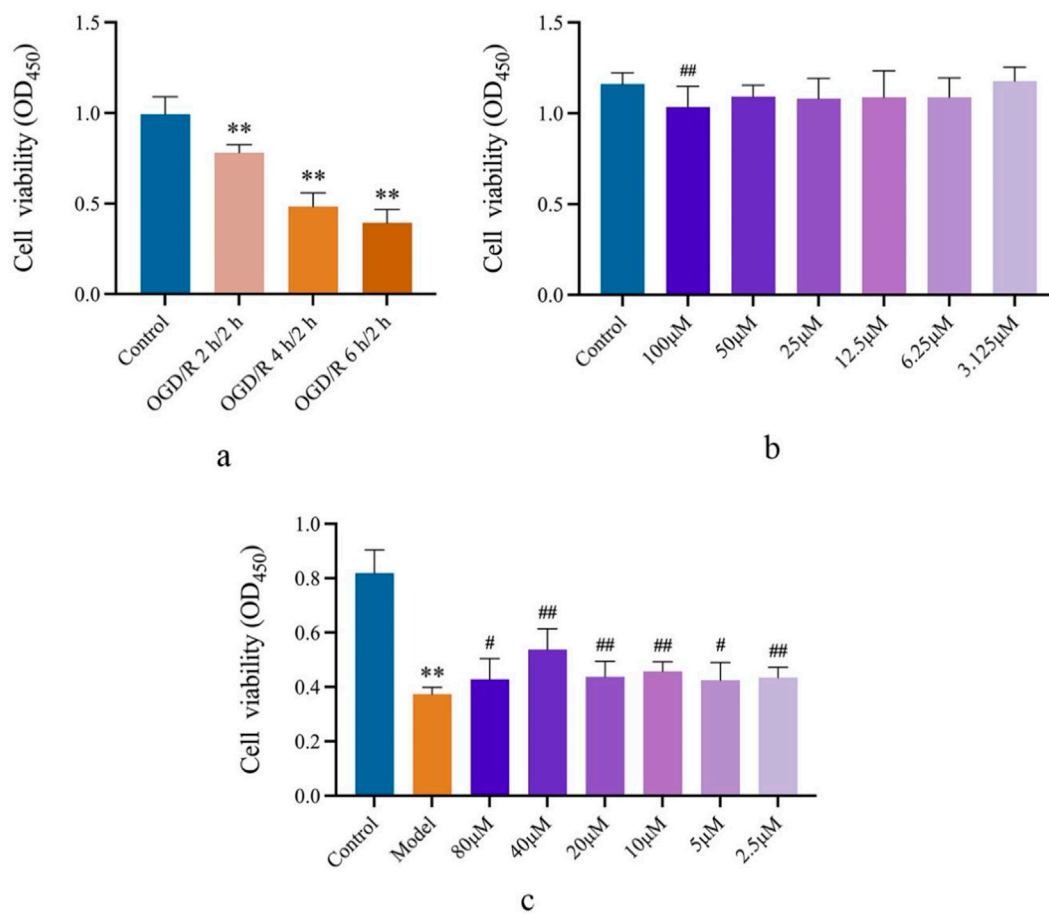 Cell viability (OD450)
1.5
1.0
0.5
0.0
**
**
**
Control
OGD/R 2 h/2 h
OGD/R 4 h/2 h
OGD/R 6 h/2 h
a
Cell viability (OD450)
1.5
1.0
0.5
0.0
##
Control
100μM
50μM
25μM
12.5μM
6.25μM
3.125μM
b
Cell viability (OD450)
1.0
0.8
0.6
0.4
0.2
0.0
**
#
##
##
##
#
##
Control
Model
80μM
40μM
20μM
10μM
5μM
2.5μM
c